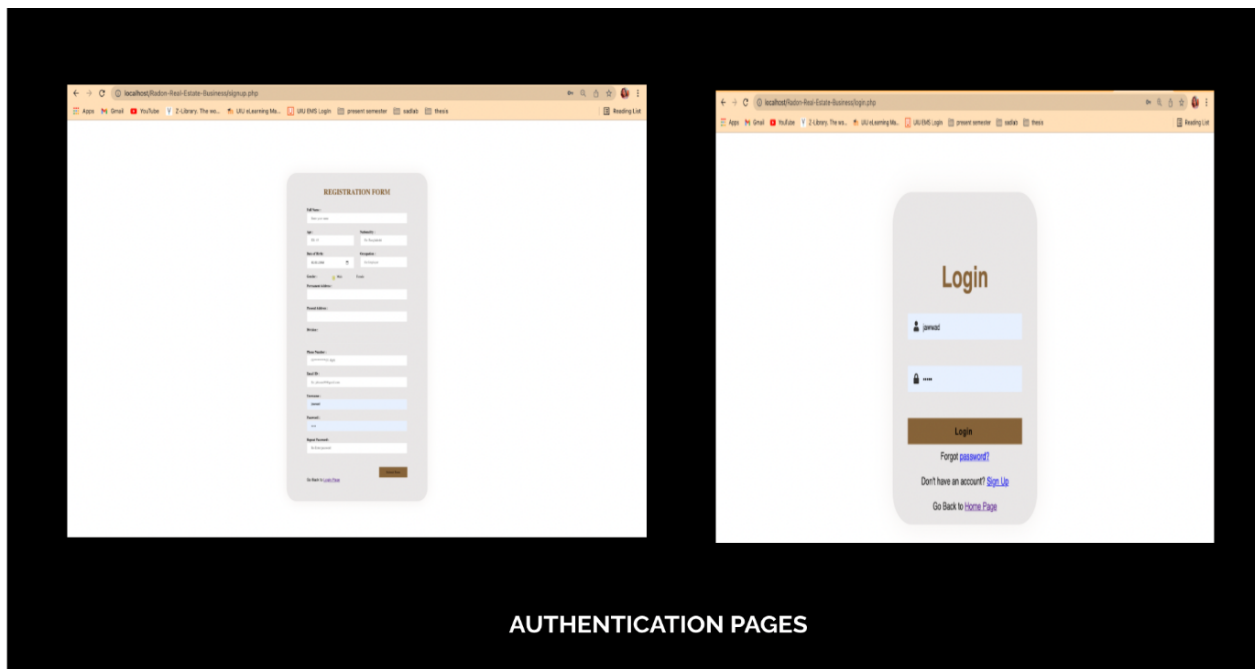 localhost/Radon-Real-Estate-Business/signup.php
Apps Gmail YouTube Z-Library. The wo... UIU eLearning Ma... UIU EMS Login present semester sadlab thesis Reading List
REGISTRATION FORM
Full Name :
Age :
Date of Birth :
Occupation :
Gender :
Permanent Address :
Present Address :
Phone Number :
Email ID :
Username :
Password :
Repeat Password :
Go Back to Login Page
localhost/Radon-Real-Estate-Business/login.php
Apps Gmail YouTube Z-Library. The wo... UIU eLearning Ma... UIU EMS Login present semester sadlab thesis Reading List
Login
jawwad
••••
Login
Forgot password?
Don't have an account? Sign Up
Go Back to Home Page
AUTHENTICATION PAGES